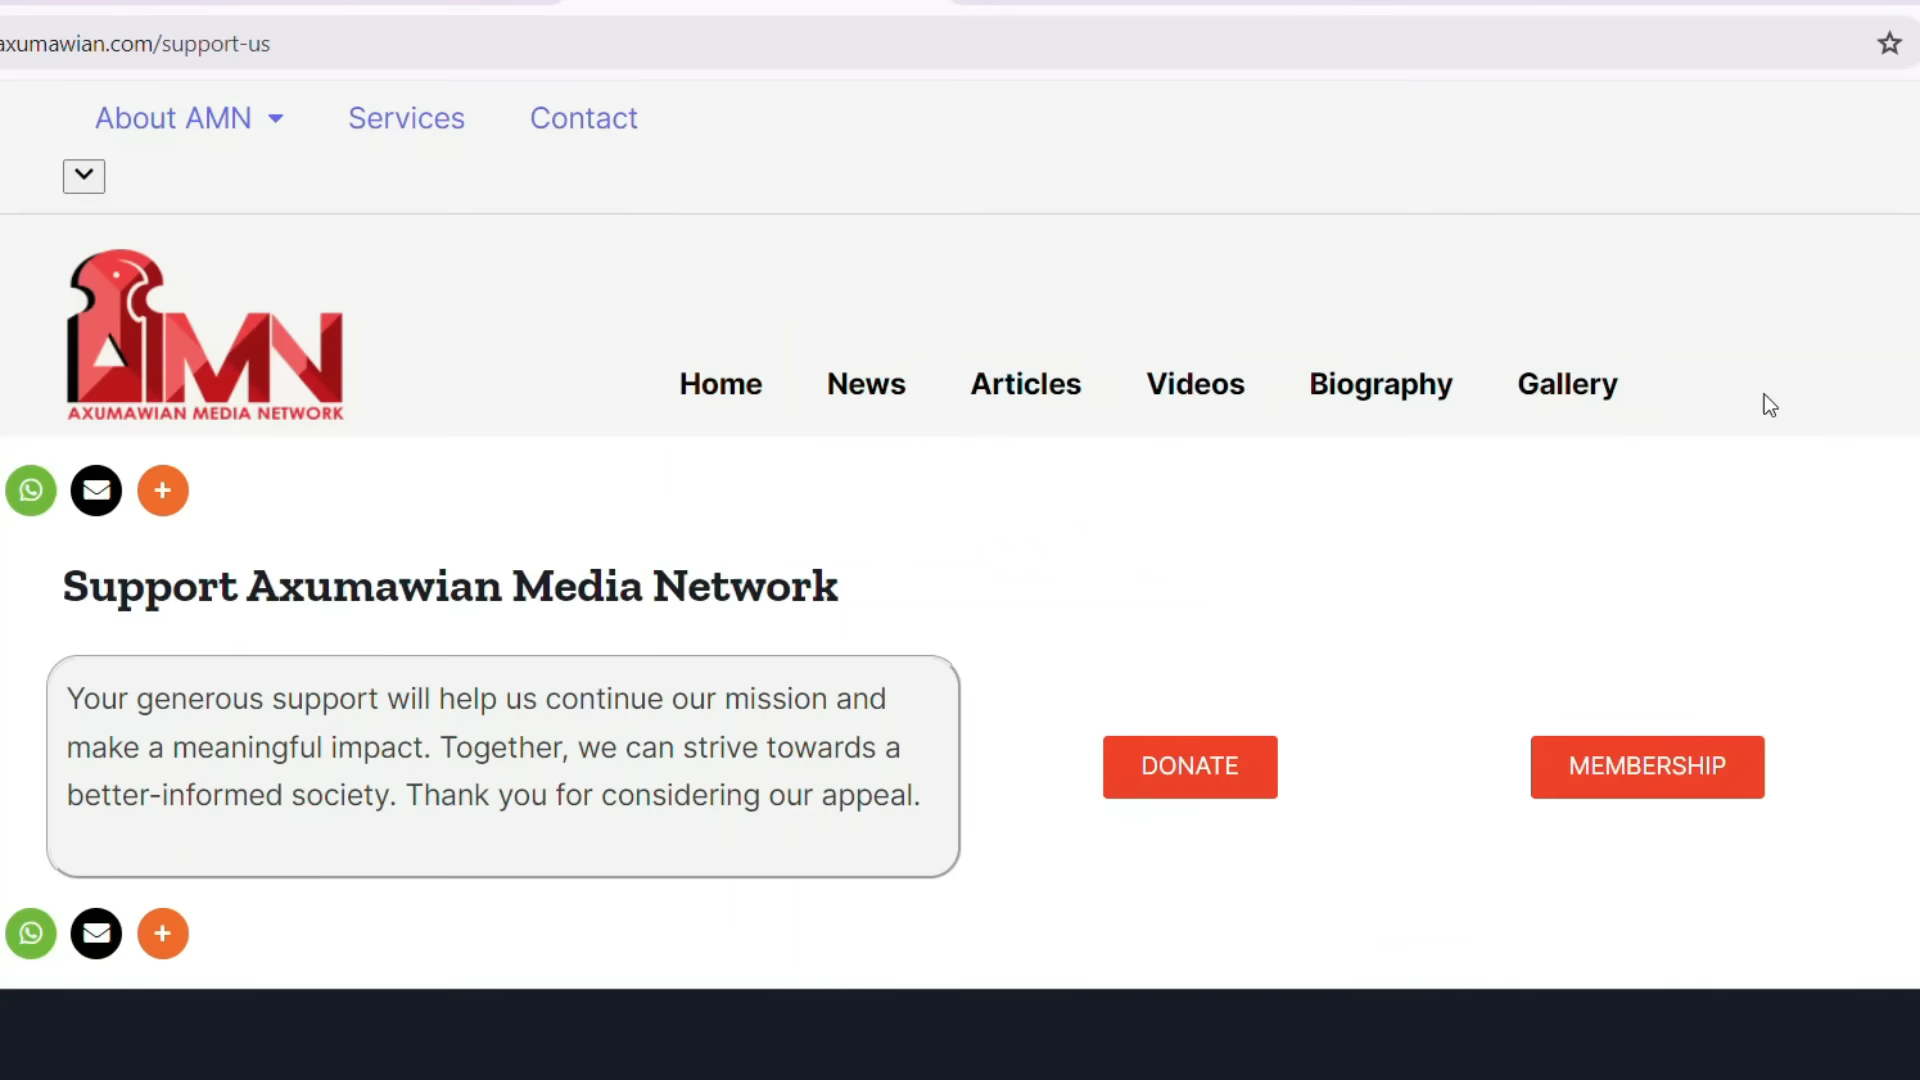 axumawian.com/support-us
About AMN
Services
Contact
AMN
AXUMAWIAN MEDIA NETWORK
Home
News
Articles
Videos
Biography
Gallery
Support Axumawian Media Network
Your generous support will help us continue our mission and
make a meaningful impact. Together, we can strive towards a
better-informed society. Thank you for considering our appeal.
DONATE
MEMBERSHIP